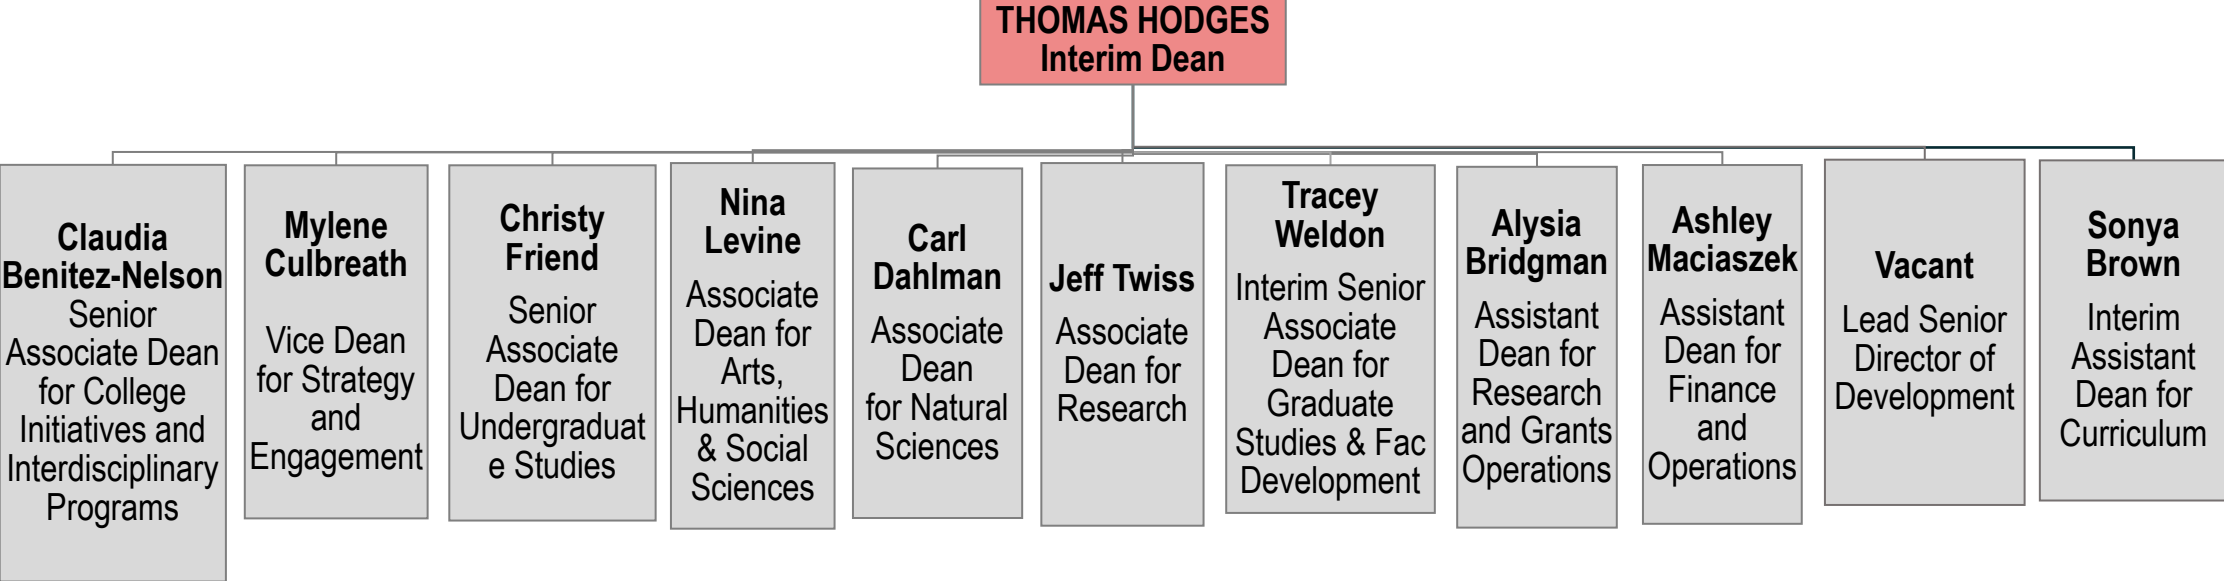 THOMAS HODGES
Interim Dean
Claudia
Benitez-Nelson
Senior
Associate Dean
for College
Initiatives and
Interdisciplinary
Programs
Mylene
Culbreath
Vice Dean
for Strategy
and
Engagement
Christy
Friend
Senior
Associate
Dean for
Undergraduat
e Studies
Nina
Levine
Associate
Dean for
Arts,
Humanities
& Social
Sciences
Carl
Dahlman
Associate
Dean
for Natural
Sciences
Jeff Twiss
Associate
Dean for
Research
Tracey
Weldon
Interim Senior
Associate
Dean for
Graduate
Studies & Fac
Development
Alysia
Bridgman
Assistant
Dean for
Research
and Grants
Operations
Ashley
Maciaszek
Assistant
Dean for
Finance
and
Operations
Vacant
Lead Senior
Director of
Development
Sonya
Brown
Interim
Assistant
Dean for
Curriculum